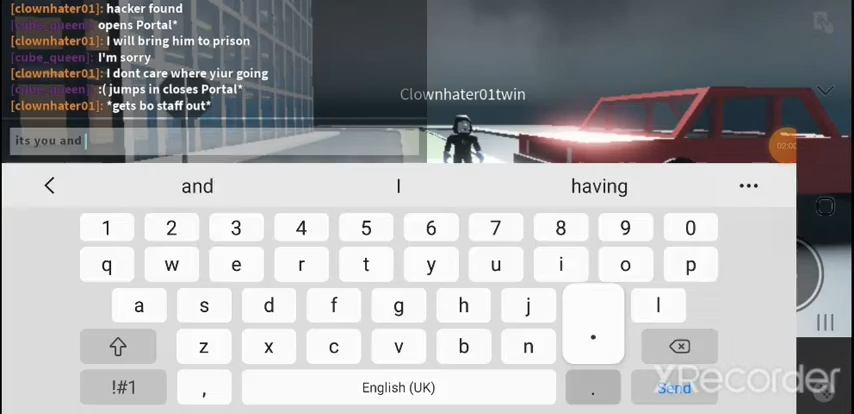 [clownhater01]: hacker found
[cube_queen]: opens Portal*
[clownhater01]: I will bring him to prison
[cube_queen]: I'm sorry
[clownhater01]: I dont care where yiur going
[cube_queen]: :( jumps in closes Portal*
[clownhater01]: *gets bo staff out*
Clownhater01twin
its you and
02:00
and I having •••
1 2 3 4 5 6 7 8 9 0
q w e r t y u i o p
a s d f g h j l
z x c v b n .
!#1 , English (UK) . Send
XRecorder